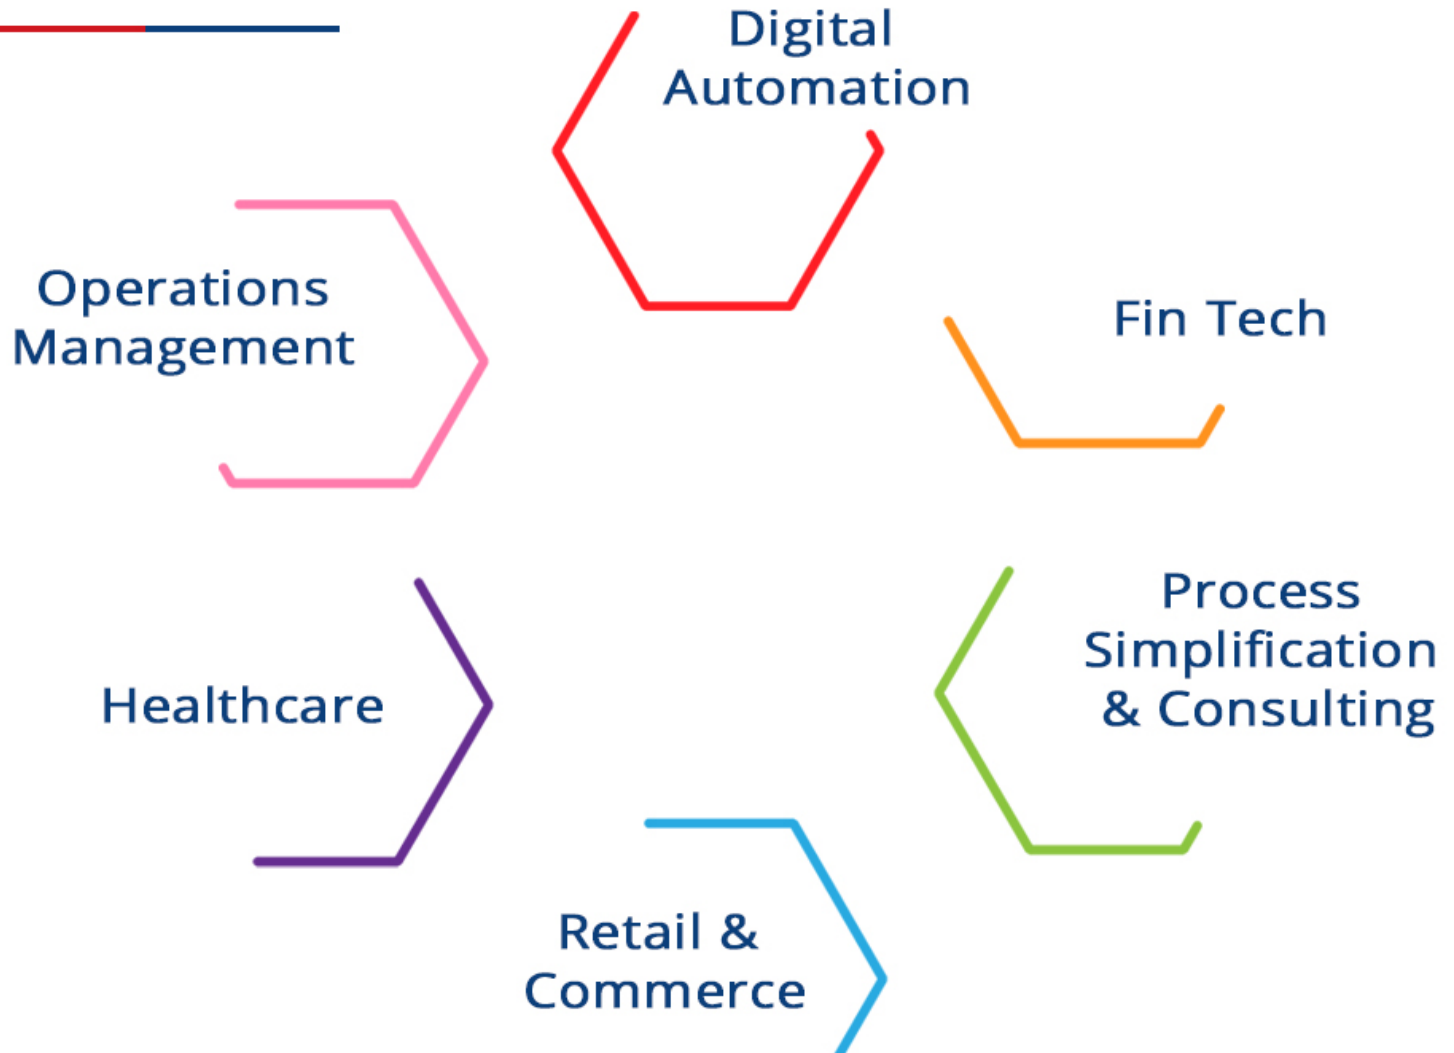 Digital
Automation
Operations
Management
Fin Tech
Process
Simplification
& Consulting
Healthcare
Retail &
Commerce